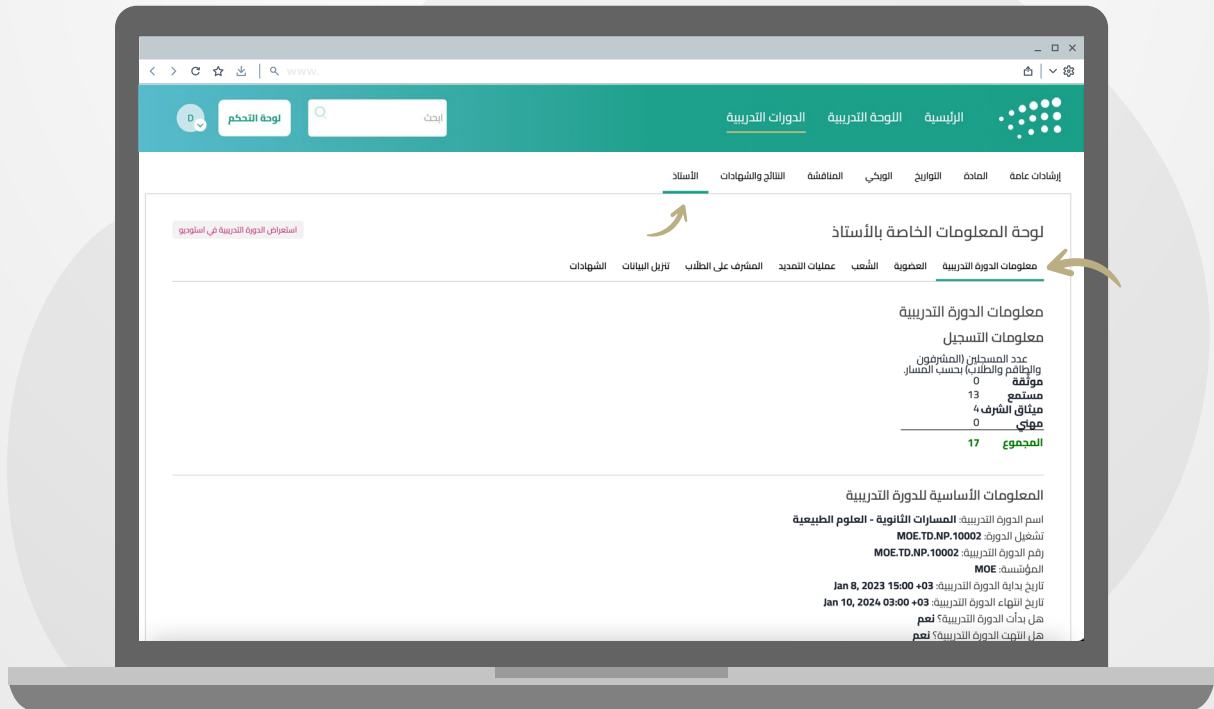 www.
الرئيسية اللوحة التدريبية الدورات التدريبية ابحث لوحة التحكم D
إرشادات عامة المادة التواريخ الويكي المناقشة النتائج والشهادات الأستاذ
لوحة المعلومات الخاصة بالأستاذ استعراض الدورة التدريبية في استوديو
معلومات الدورة التدريبية العضوية الشُعب عمليات التمديد المشرف على الطلّاب تنزيل البيانات الشهادات
معلومات الدورة التدريبية
معلومات التسجيل
عدد المسجلين (المشرفون
والطاقم والطلاب) بحسب المسار.
موثّقة 0
مستمع 13
ميثاق الشرف 4
مهني 0
المجموع 17
المعلومات الأساسية للدورة التدريبية
اسم الدورة التدريبية: المسارات الثانوية - العلوم الطبيعية
تشغيل الدورة: MOE.TD.NP.10002
رقم الدورة التدريبية: MOE.TD.NP.10002
المؤسّسة: MOE
تاريخ بداية الدورة التدريبية: Jan 8, 2023 15:00 +03
تاريخ انتهاء الدورة التدريبية: Jan 10, 2024 03:00 +03
هل بدأت الدورة التدريبية؟ نعم
هل انتهت الدورة التدريبية؟ نعم